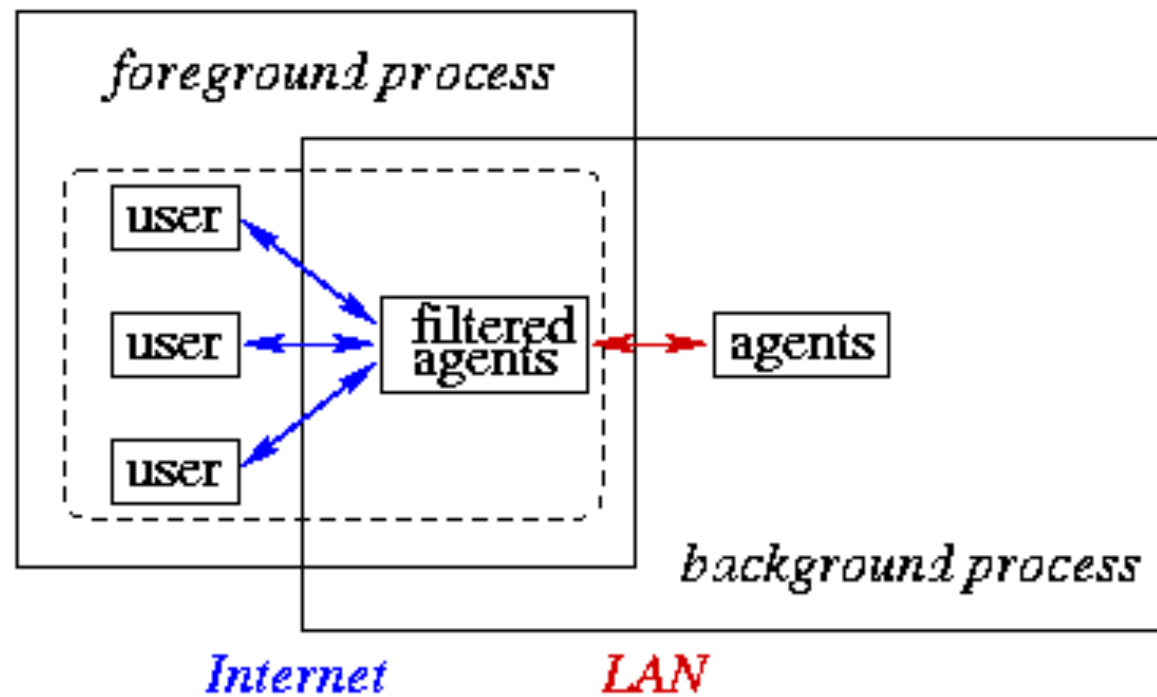 foreground process
user
user
filtered
agents
agents
user
background process
Internet
LAN